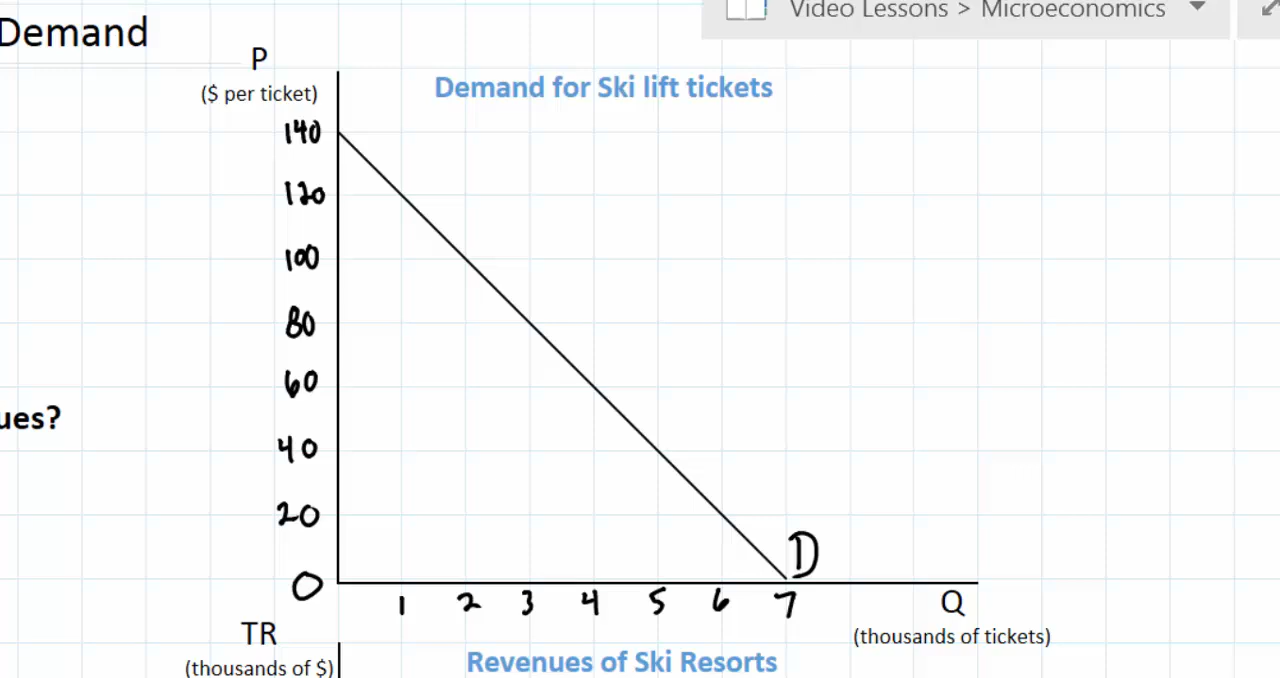 Video Lessons > Microeconomics
Demand
P
($ per ticket)
Demand for Ski lift tickets
140
120
100
80
60
ues?
40
20
D
0
1 2 3 4 5 6 7
Q
(thousands of tickets)
TR
(thousands of $)
Revenues of Ski Resorts